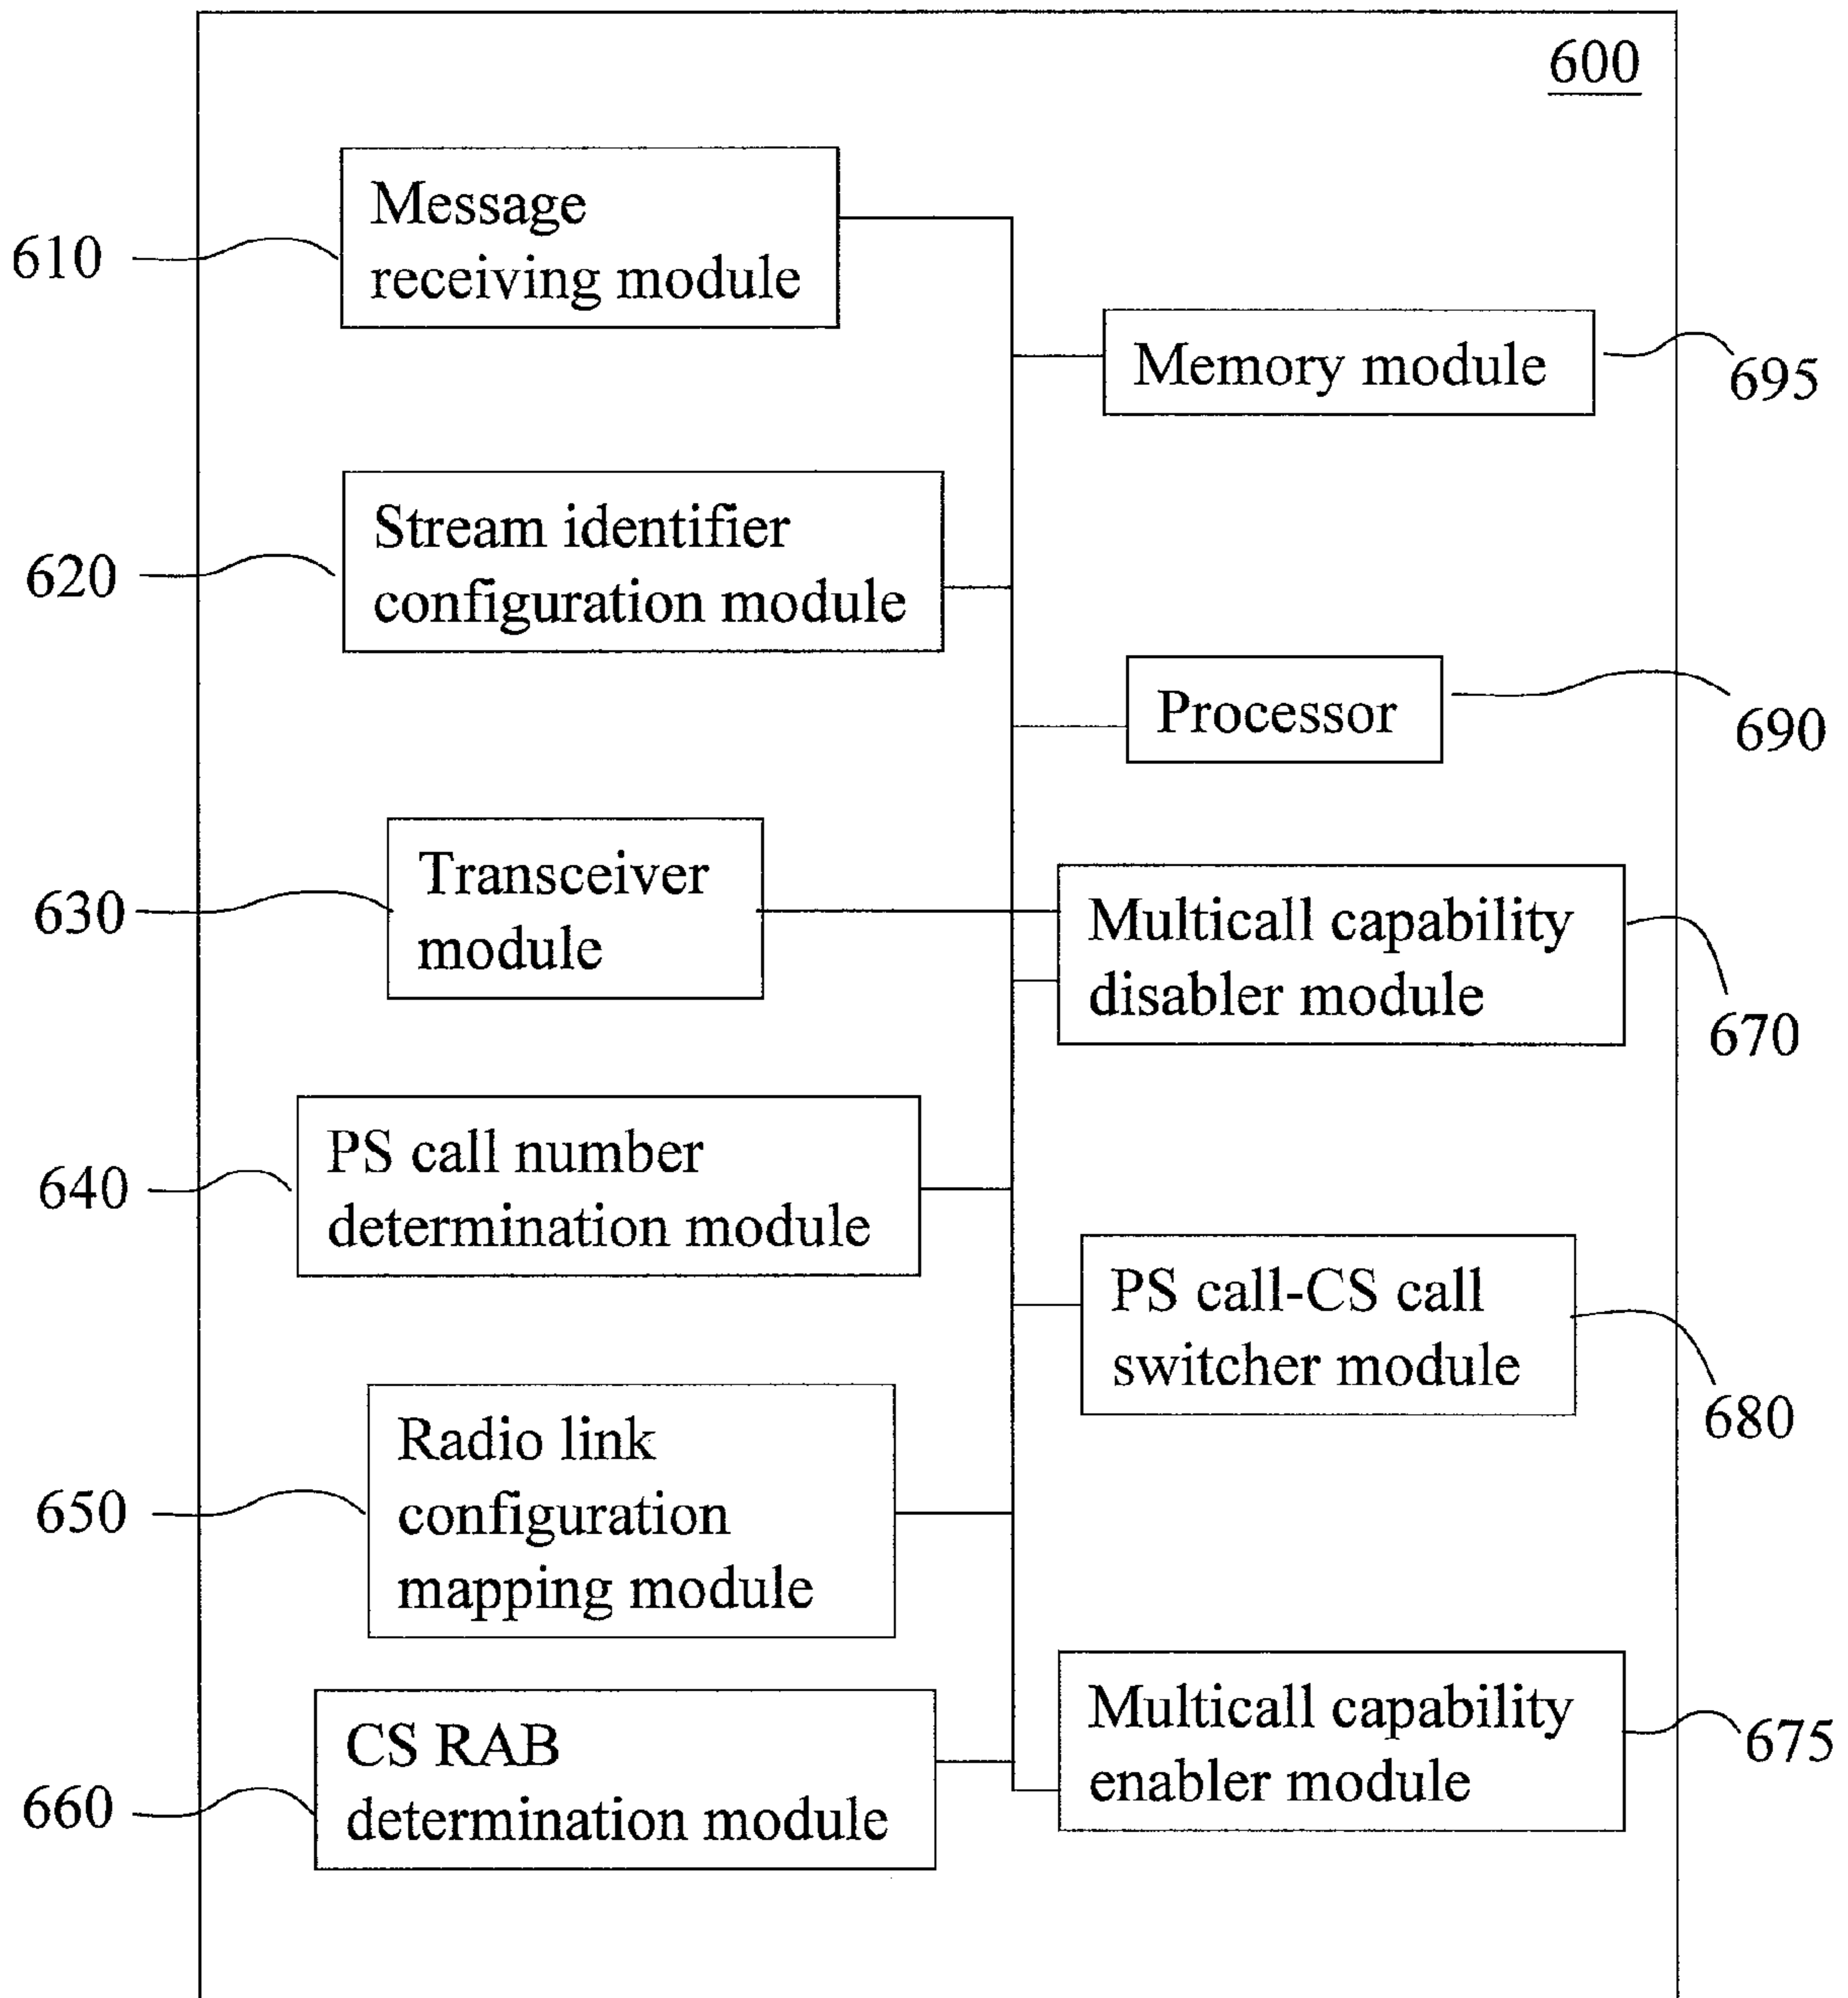 600
Message
receiving module
610
Memory module
695
Stream identifier
configuration module
620
Processor
690
Transceiver
module
630
Multicall capability
disabler module
670
PS call number
determination module
640
PS call-CS call
switcher module
680
Radio link
configuration
mapping module
650
Multicall capability
enabler module
675
CS RAB
determination module
660